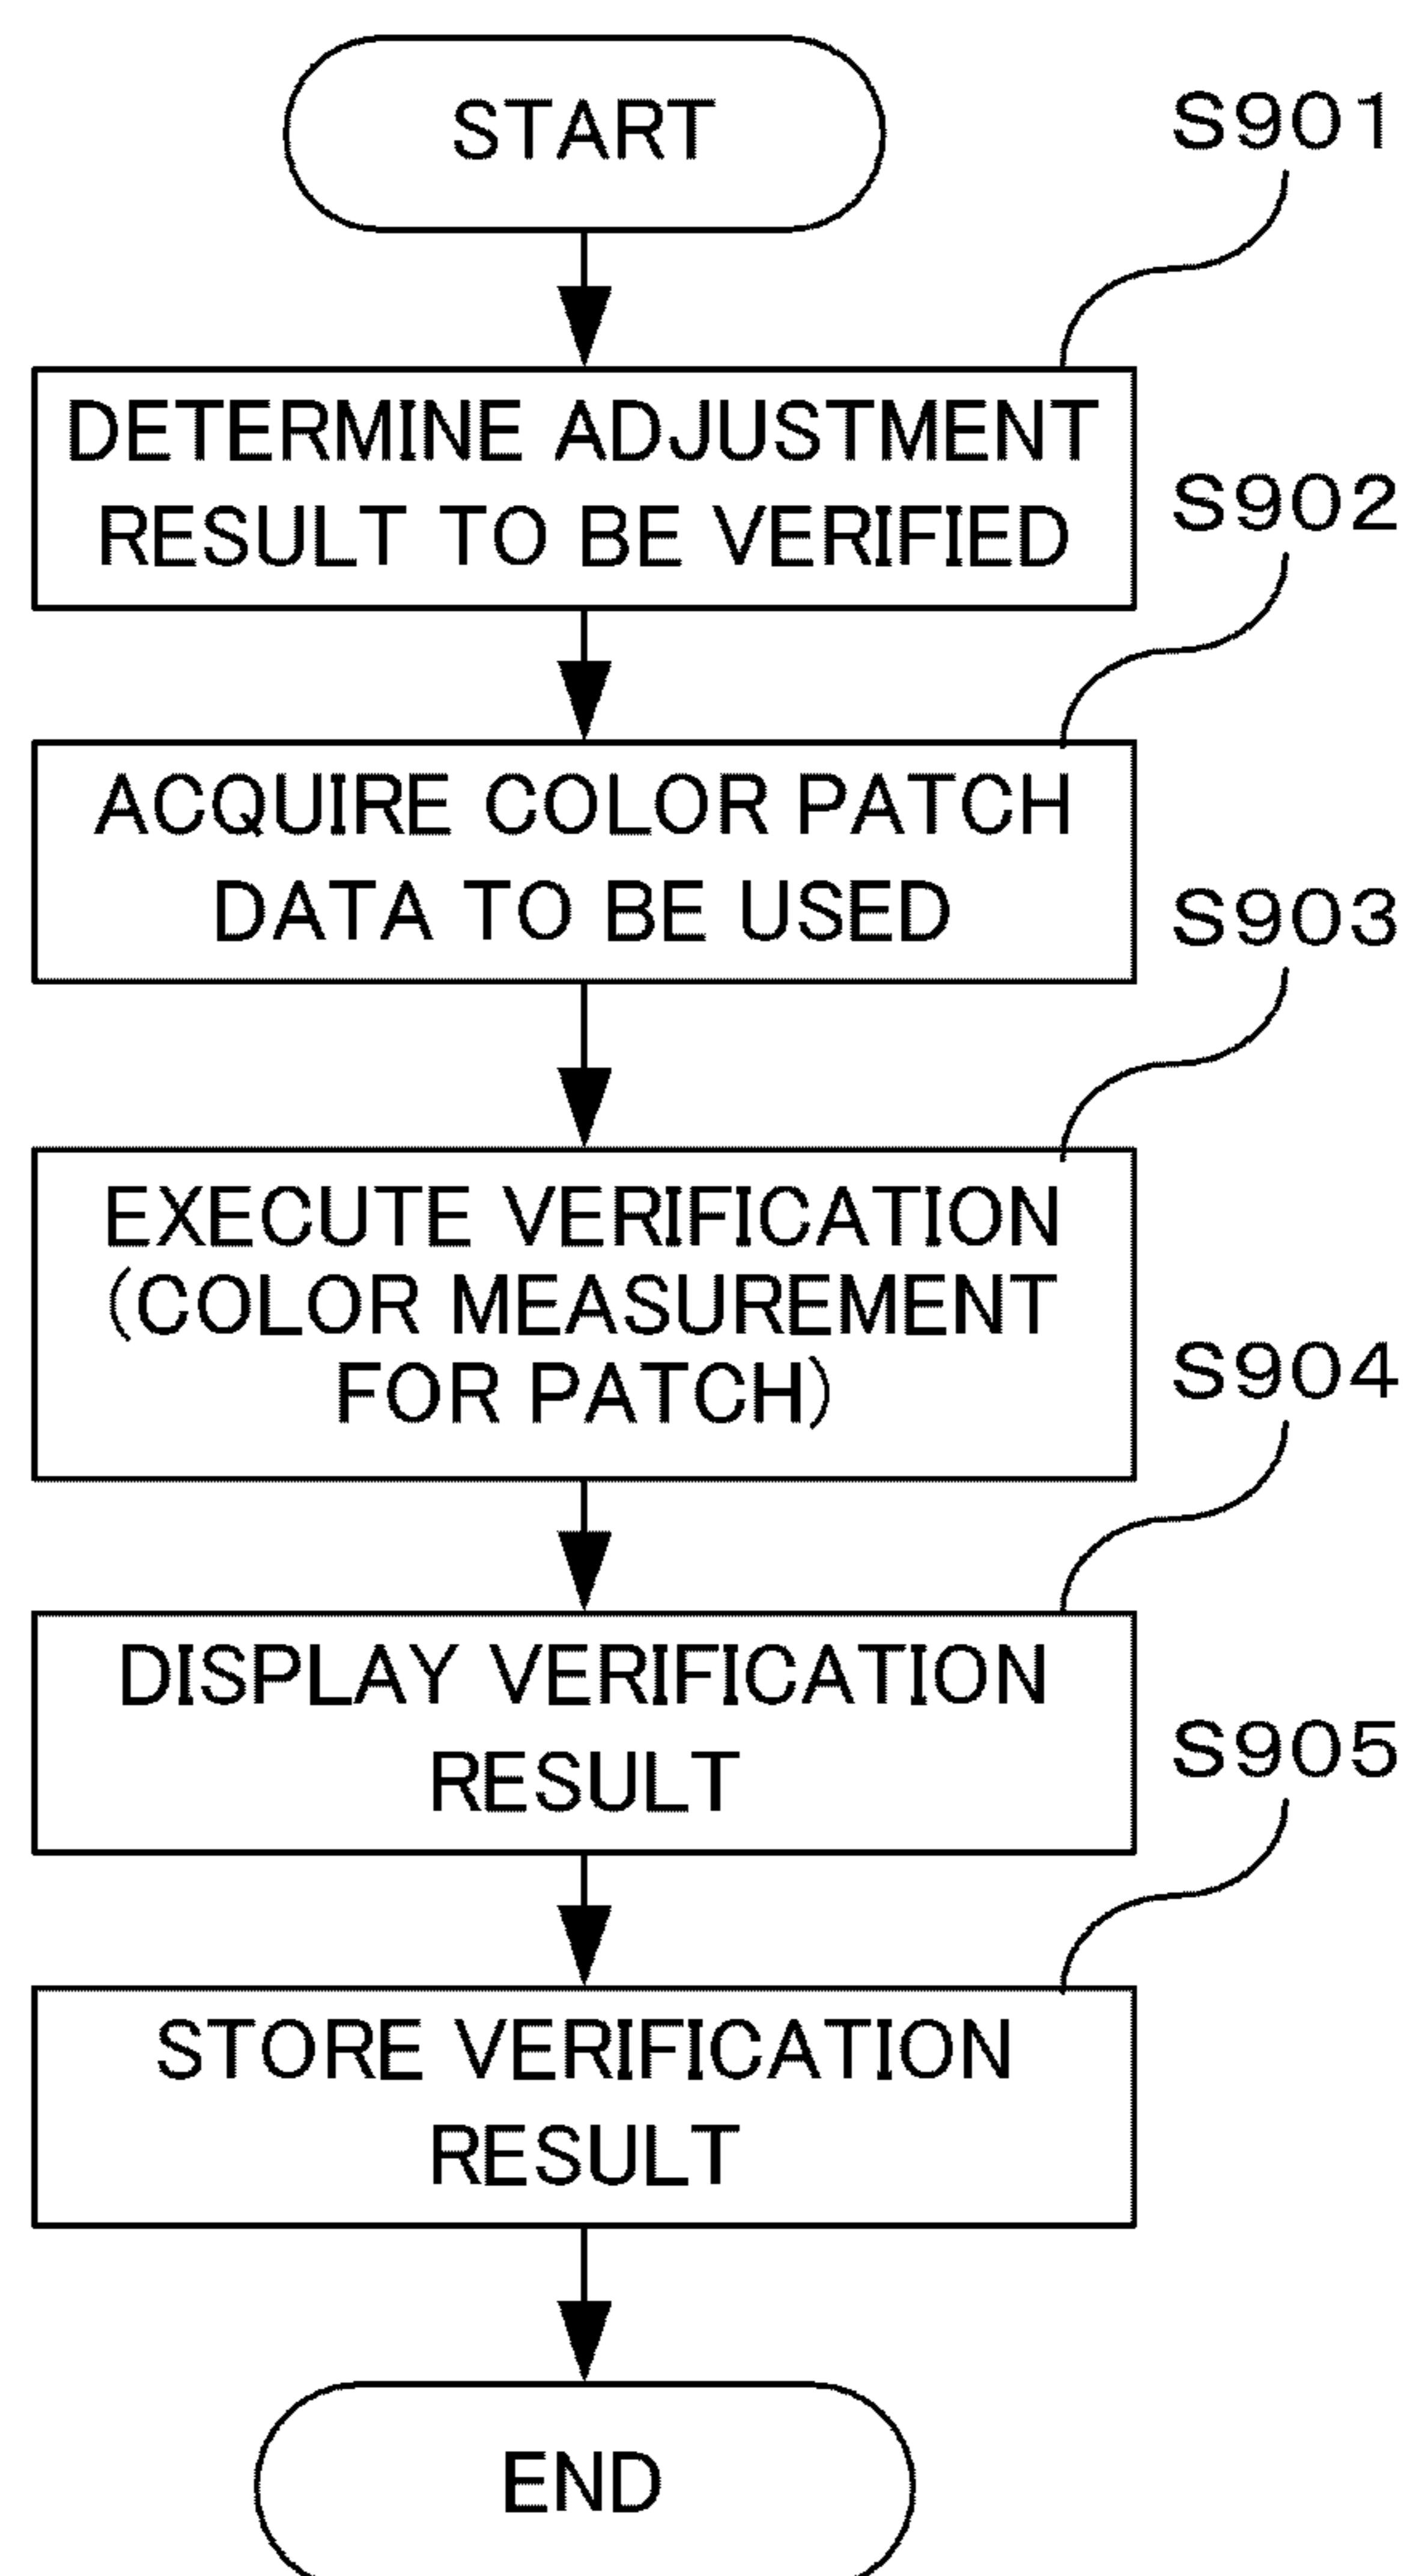 START
S901
DETERMINE ADJUSTMENT
RESULT TO BE VERIFIED
S902
ACQUIRE COLOR PATCH
DATA TO BE USED
S903
EXECUTE VERIFICATION
(COLOR MEASUREMENT
FOR PATCH)
S904
DISPLAY VERIFICATION
RESULT
S905
STORE VERIFICATION
RESULT
END